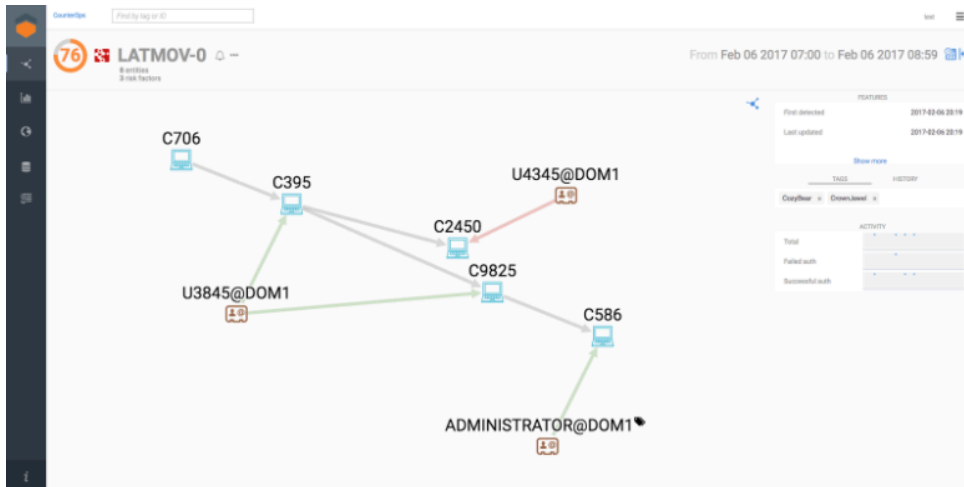 CounterOps
Find by tag or ID
test
76
LATMOV-0
8 entities
3 risk factors
From Feb 06 2017 07:00 to Feb 06 2017 08:59
FEATURES
First detected 2017-02-06 20:19
Last updated 2017-02-06 20:19
Show more
TAGS HISTORY
CozyBear x CrownJewel x
ACTIVITY
Total
Failed auth
Successful auth
C706
C395
U4345@DOM1
C2450
C9825
U3845@DOM1
C586
ADMINISTRATOR@DOM1
i